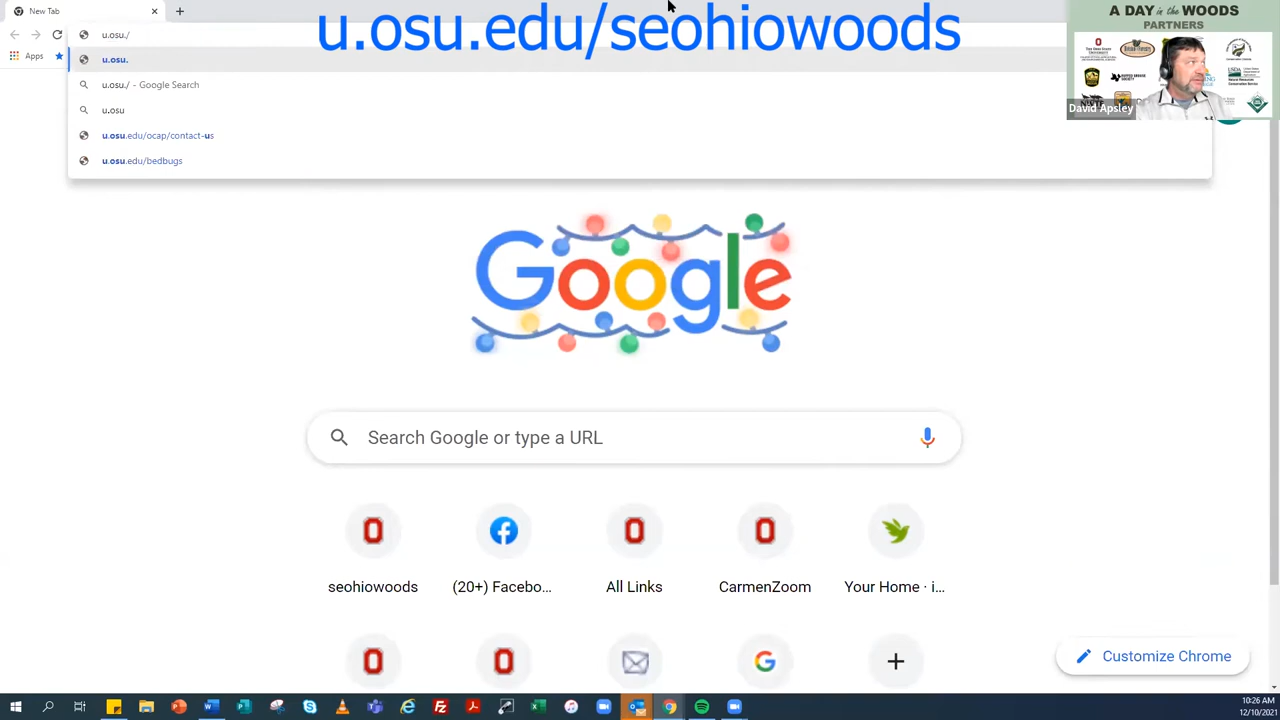 New Tab
u.osu./
u.osu.edu/seohiowoods
A DAY in the WOODS
PARTNERS
Apps
u.osu.
u.osu./ - Google Search
u.osu
u.osu.edu/ocap/contact-us
u.osu.edu/bedbugs
David Apsley
Google
Search Google or type a URL
seohiowoods
(20+) Facebo...
All Links
CarmenZoom
Your Home · i...
Customize Chrome
10:26 AM
12/10/2021